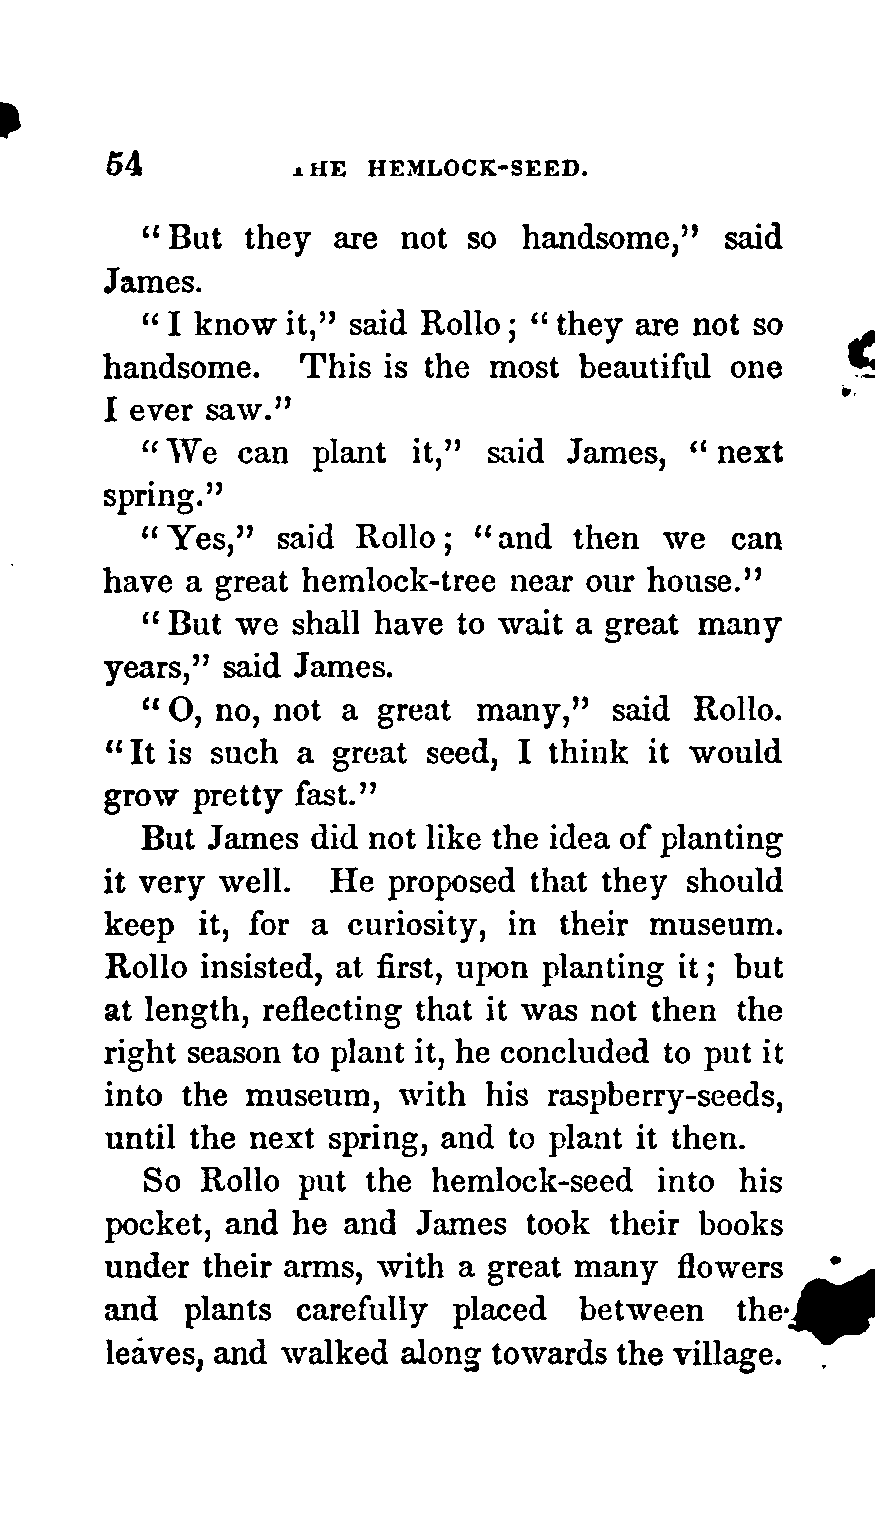 54 THE HEMLOCK-SEED.
"But they are not so handsome," said
James.
"I know it," said Rollo; "they are not so
handsome. This is the most beautiful one
I ever saw."
"We can plant it," said James, "next
spring."
"Yes," said Rollo; "and then we can
have a great hemlock-tree near our house."
"But we shall have to wait a great many
years," said James.
"O, no, not a great many," said Rollo.
"It is such a great seed, I think it would
grow pretty fast."
But James did not like the idea of planting
it very well. He proposed that they should
keep it, for a curiosity, in their museum.
Rollo insisted, at first, upon planting it; but
at length, reflecting that it was not then the
right season to plant it, he concluded to put it
into the museum, with his raspberry-seeds,
until the next spring, and to plant it then.
So Rollo put the hemlock-seed into his
pocket, and he and James took their books
under their arms, with a great many flowers
and plants carefully placed between the
leaves, and walked along towards the village.